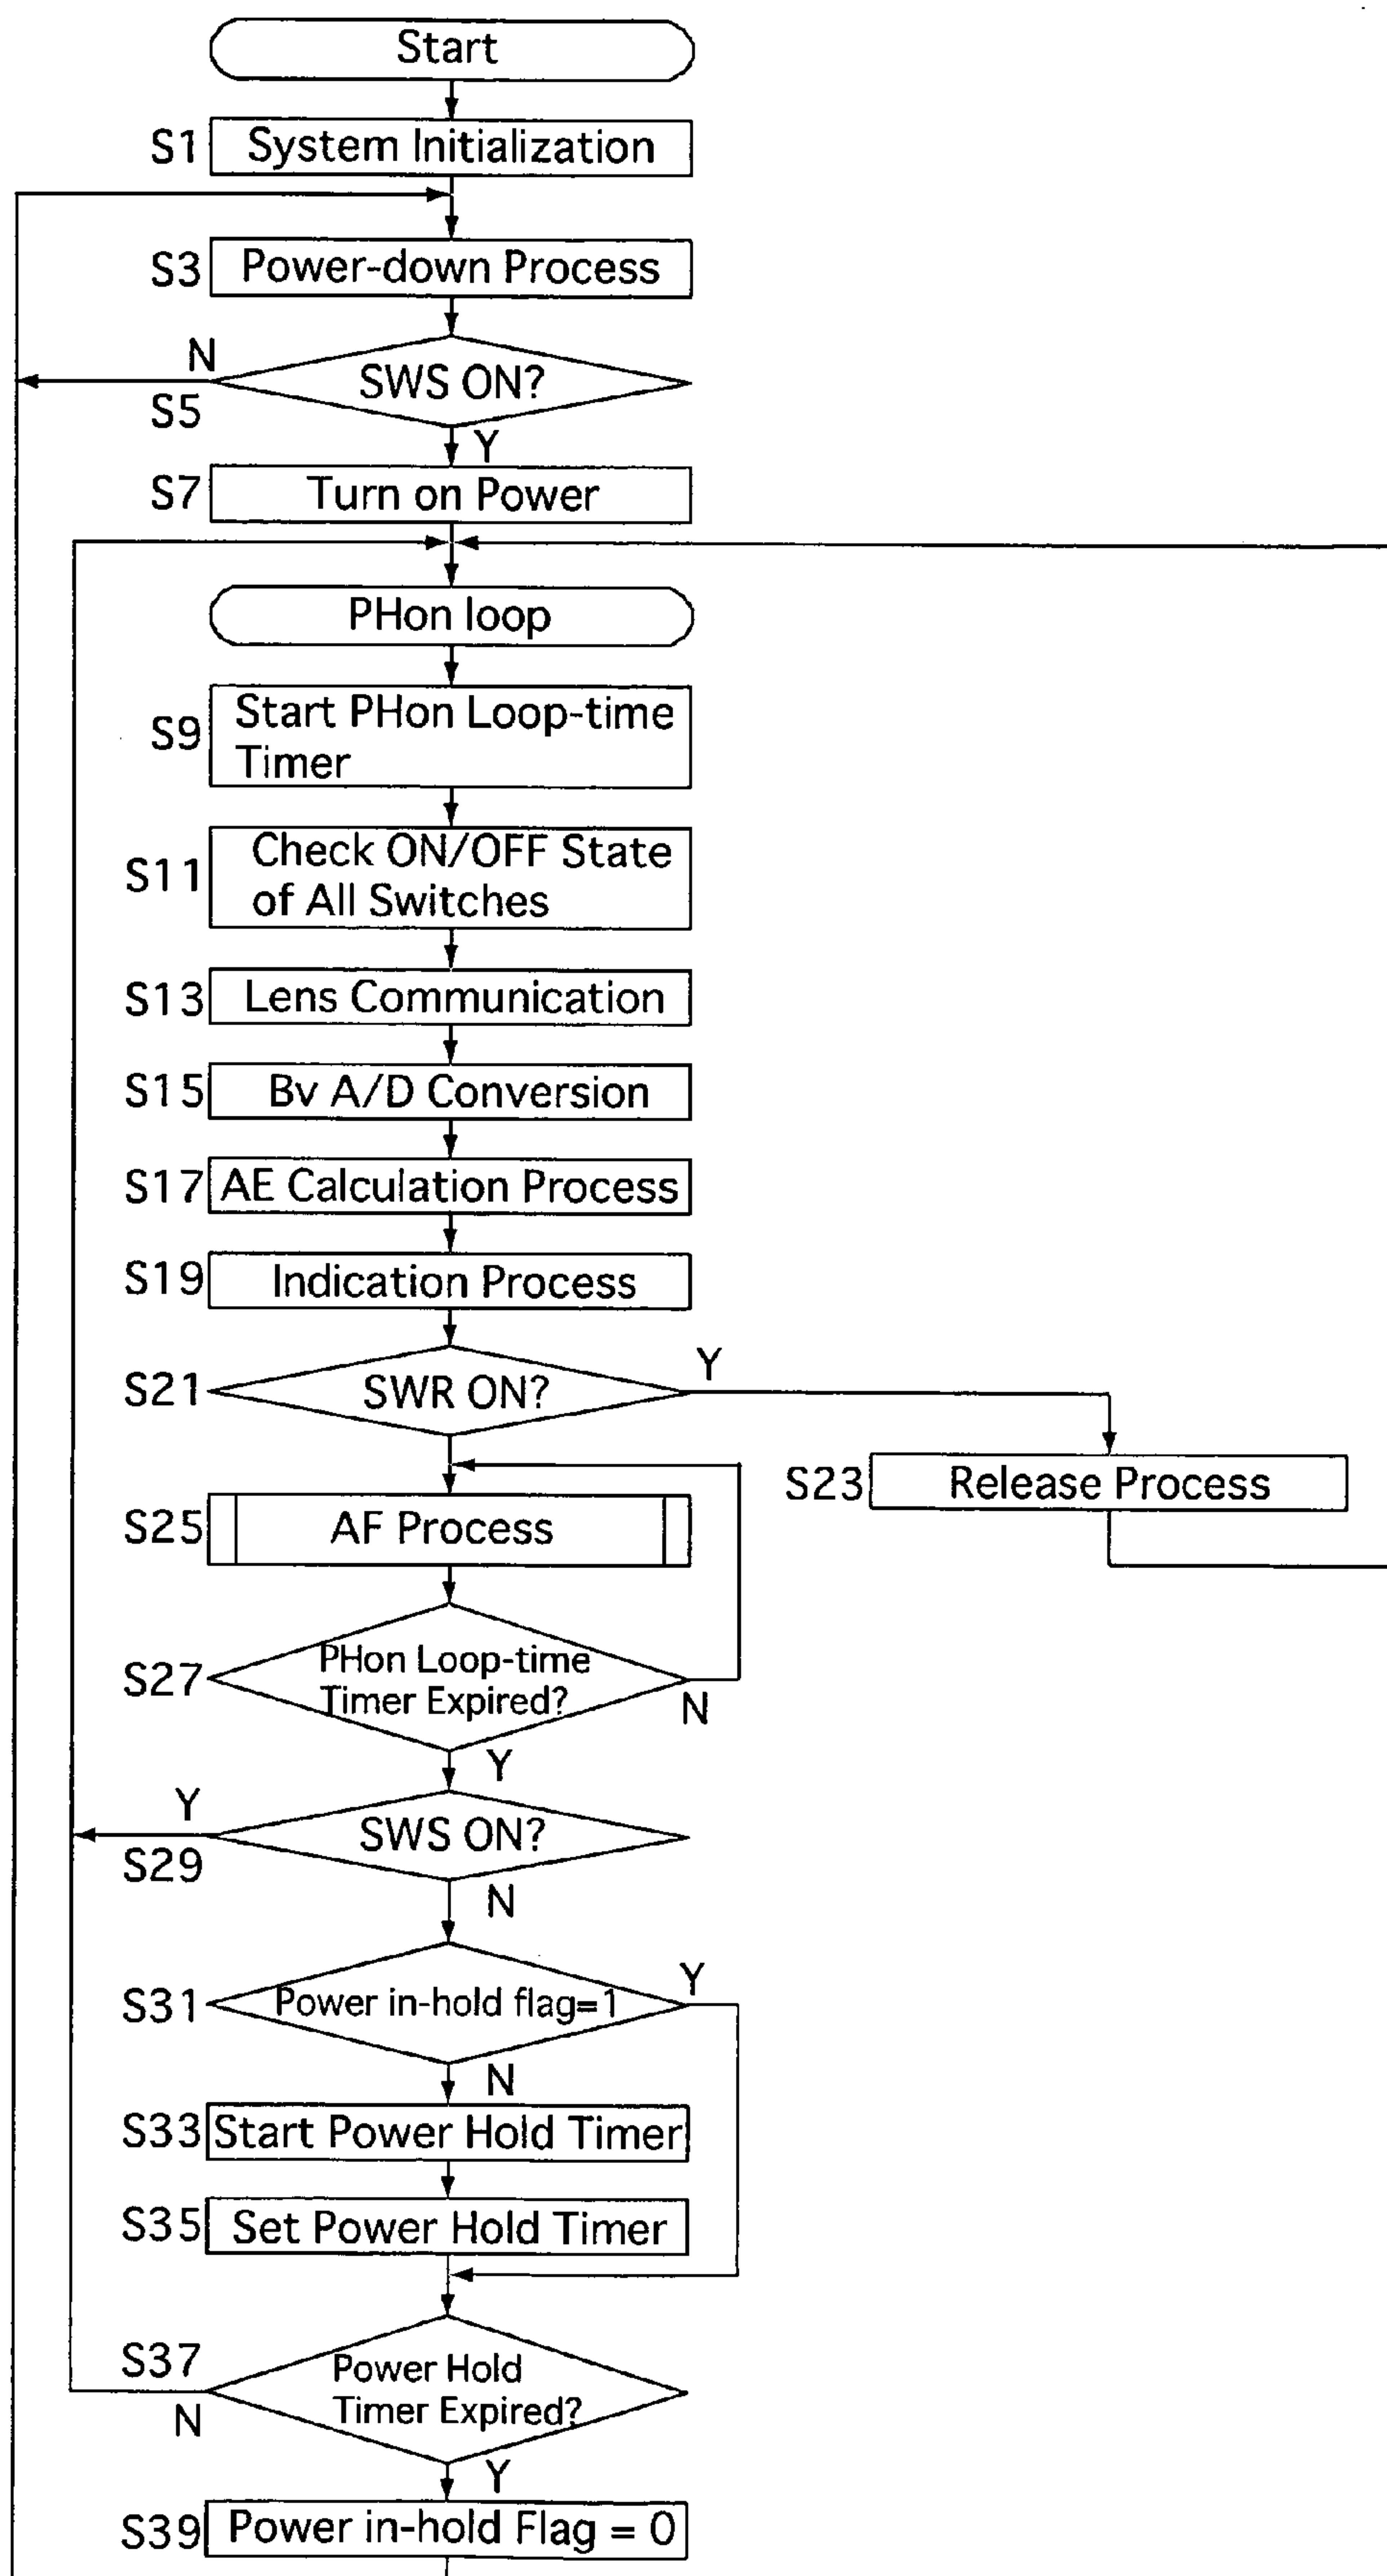 Start
S1 System Initialization
S3 Power-down Process
N
SWS ON?
S5
Y
S7 Turn on Power
PHon loop
S9 Start PHon Loop-time
Timer
S11 Check ON/OFF State
of All Switches
S13 Lens Communication
S15 Bv A/D Conversion
S17 AE Calculation Process
S19 Indication Process
S21 SWR ON? Y
S23 Release Process
S25 AF Process
S27 PHon Loop-time
Timer Expired?
N
Y
Y
SWS ON?
S29
N
S31 Power in-hold flag=1 Y
N
S33 Start Power Hold Timer
S35 Set Power Hold Timer
S37 Power Hold
Timer Expired?
N
Y
S39 Power in-hold Flag = 0